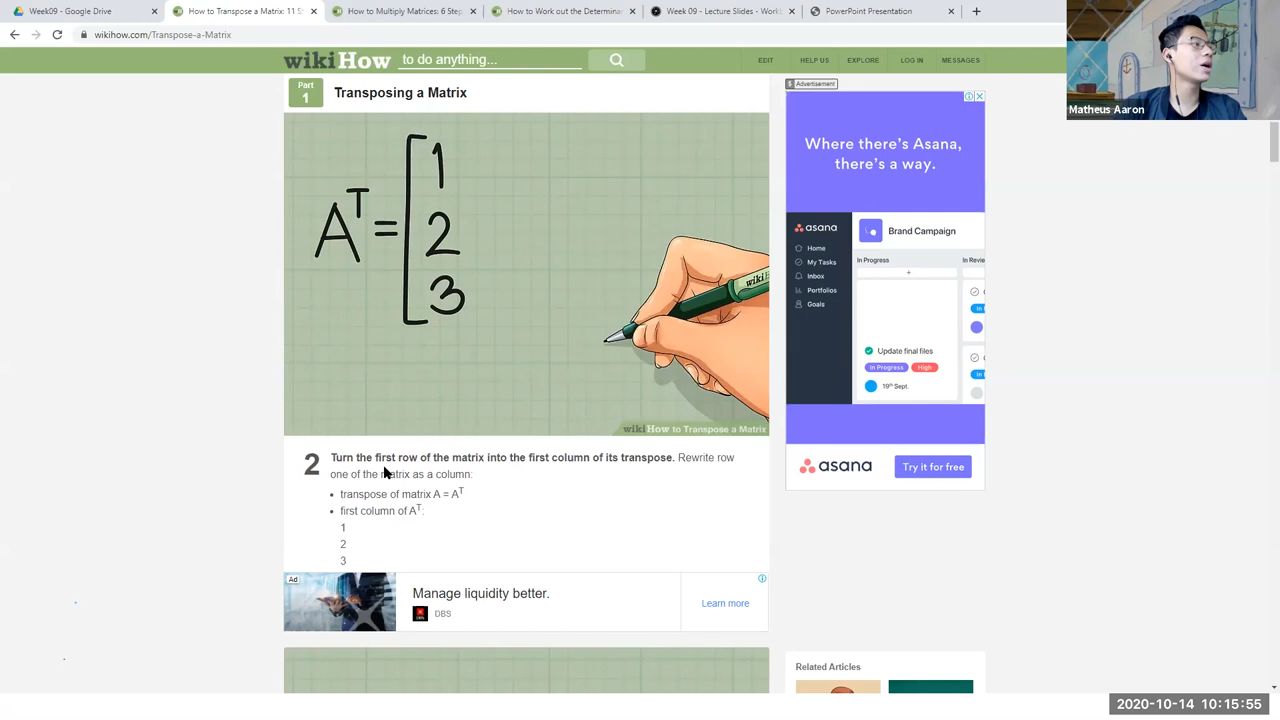 Week09 - Google Drive
How to Transpose a Matrix: 11 S
How to Multiply Matrices: 6 Step
How to Work out the Determina
Week 09 - Lecture Slides - Work
PowerPoint Presentation
wikihow.com/Transpose-a-Matrix
wikiHow
to do anything...
EDIT
HELP US
EXPLORE
LOG IN
MESSAGES
Matheus Aaron
Part
1
Transposing a Matrix
Advertisement
Aᵀ = [
1
2
3
wikiHow to Transpose a Matrix
Where there's Asana,
there's a way.
asana
Home
My Tasks
Inbox
Portfolios
Goals
Brand Campaign
In Progress
In Revie
Update final files
In Progress
High
19th Sept.
asana
Try it for free
2
Turn the first row of the matrix into the first column of its transpose. Rewrite row
one of the matrix as a column:
transpose of matrix A = Aᵀ
first column of Aᵀ:
1
2
3
Ad
Manage liquidity better.
DBS
Learn more
Related Articles
2020-10-14 10:15:55